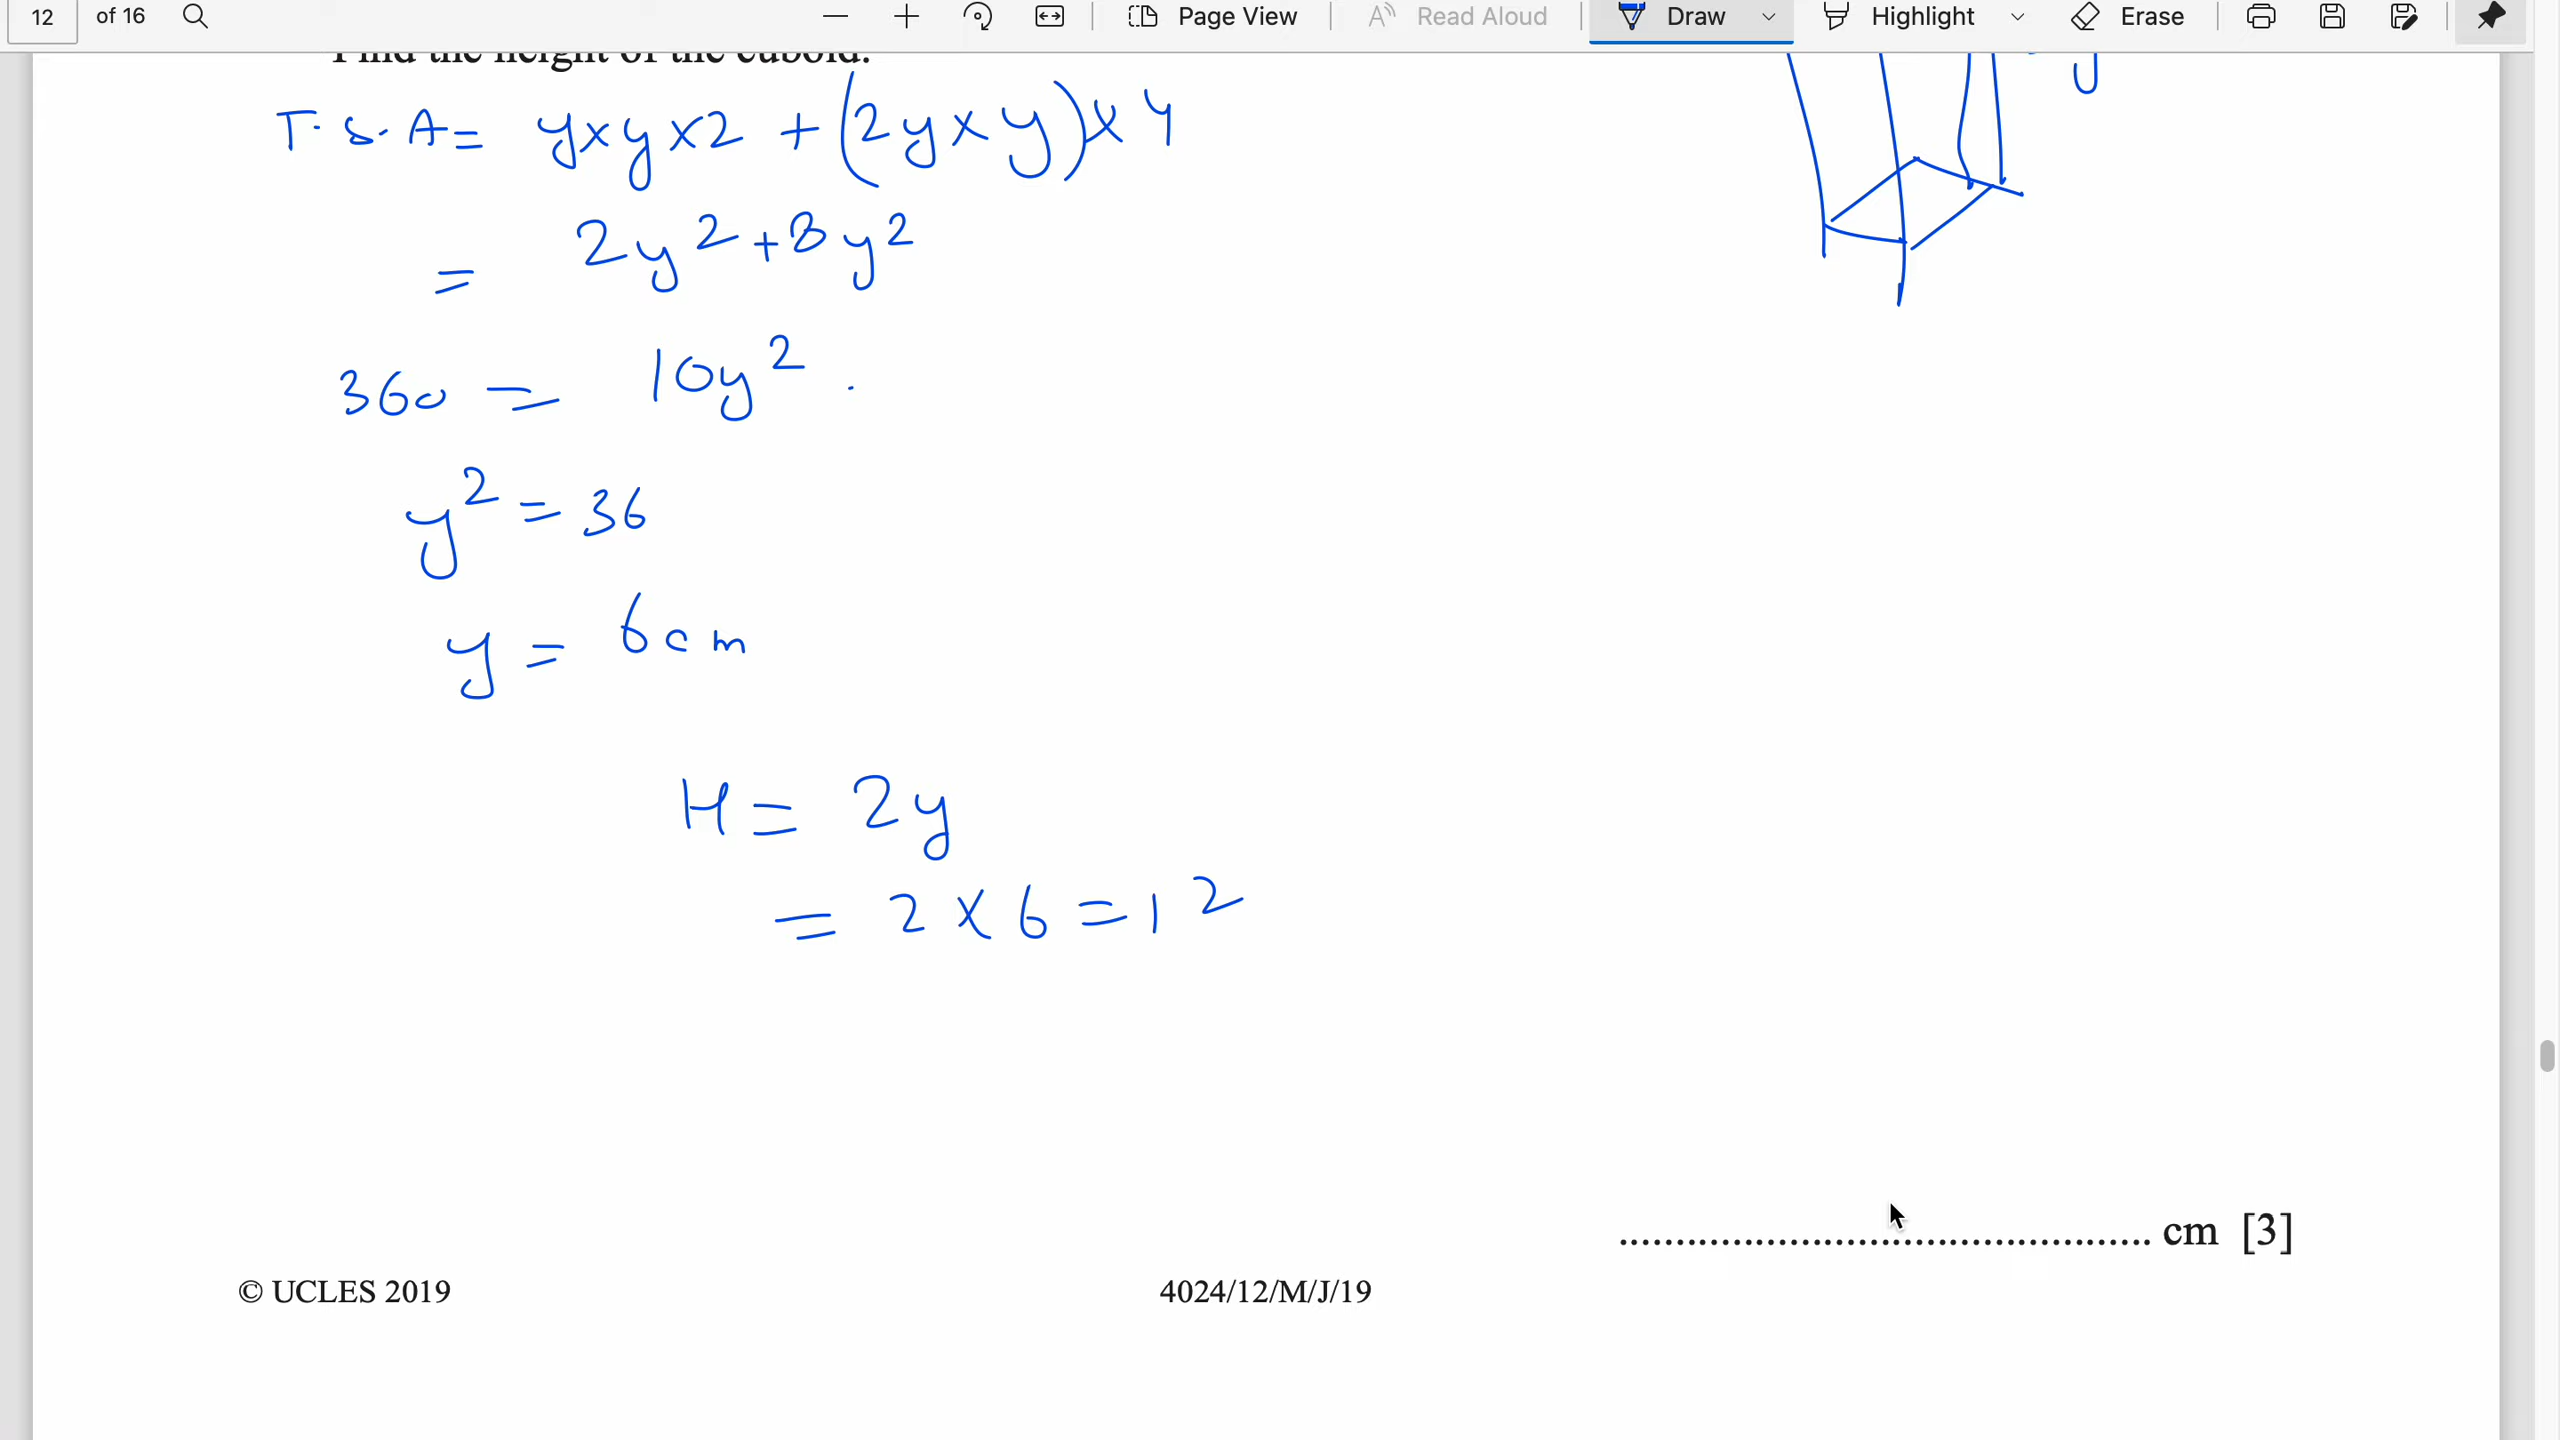 12 of 16 Page View Read Aloud Draw Highlight Erase
Find the height of the cuboid.
y
T.S.A = y×y×2 + (2y×y)×4
= 2y² + 8y²
360 = 10y².
y² = 36
y = 6cm
H = 2y
= 2 × 6 = 12
........................................ cm [3]
© UCLES 2019 4024/12/M/J/19